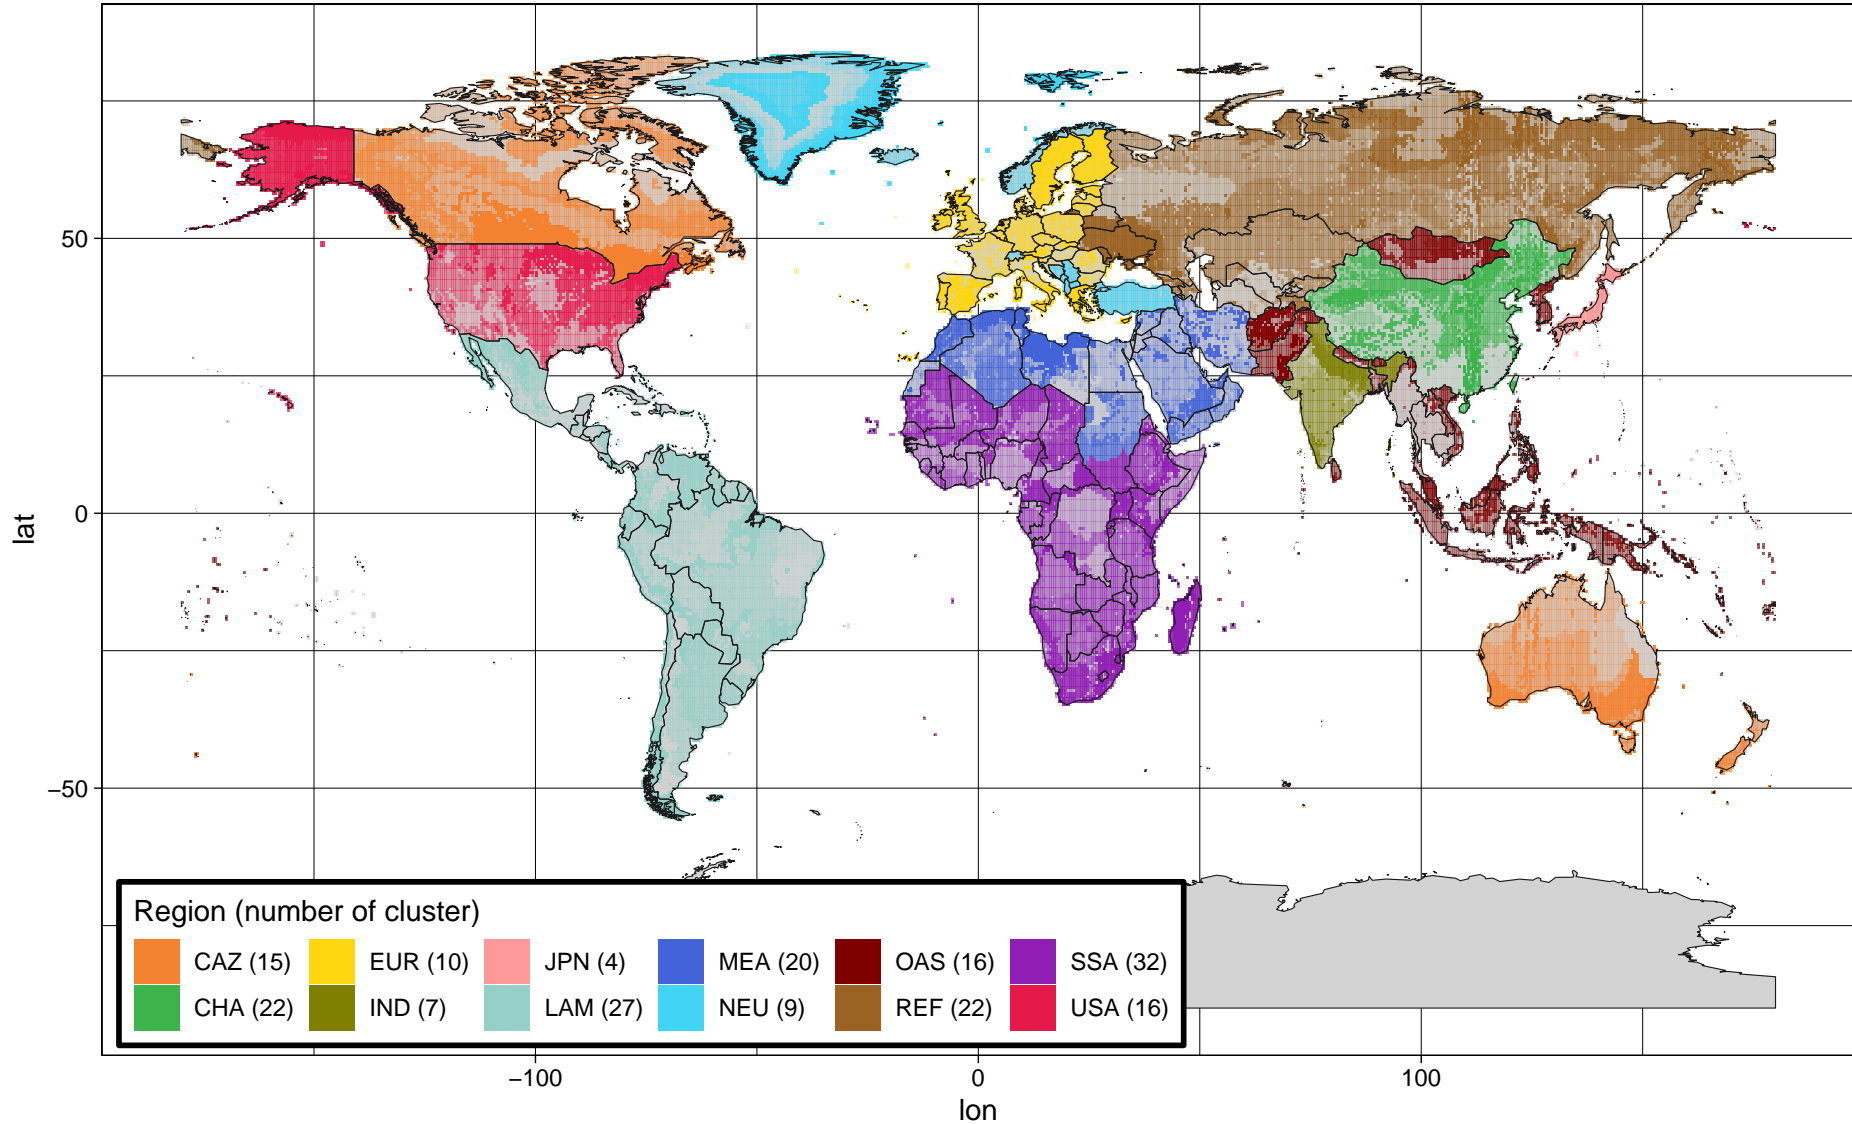 50
0
−50
lat
Region (number of cluster)
CAZ (15) EUR (10) JPN (4) MEA (20) OAS (16) SSA (32)
CHA (22) IND (7) LAM (27) NEU (9) REF (22) USA (16)
−100 0 100
lon